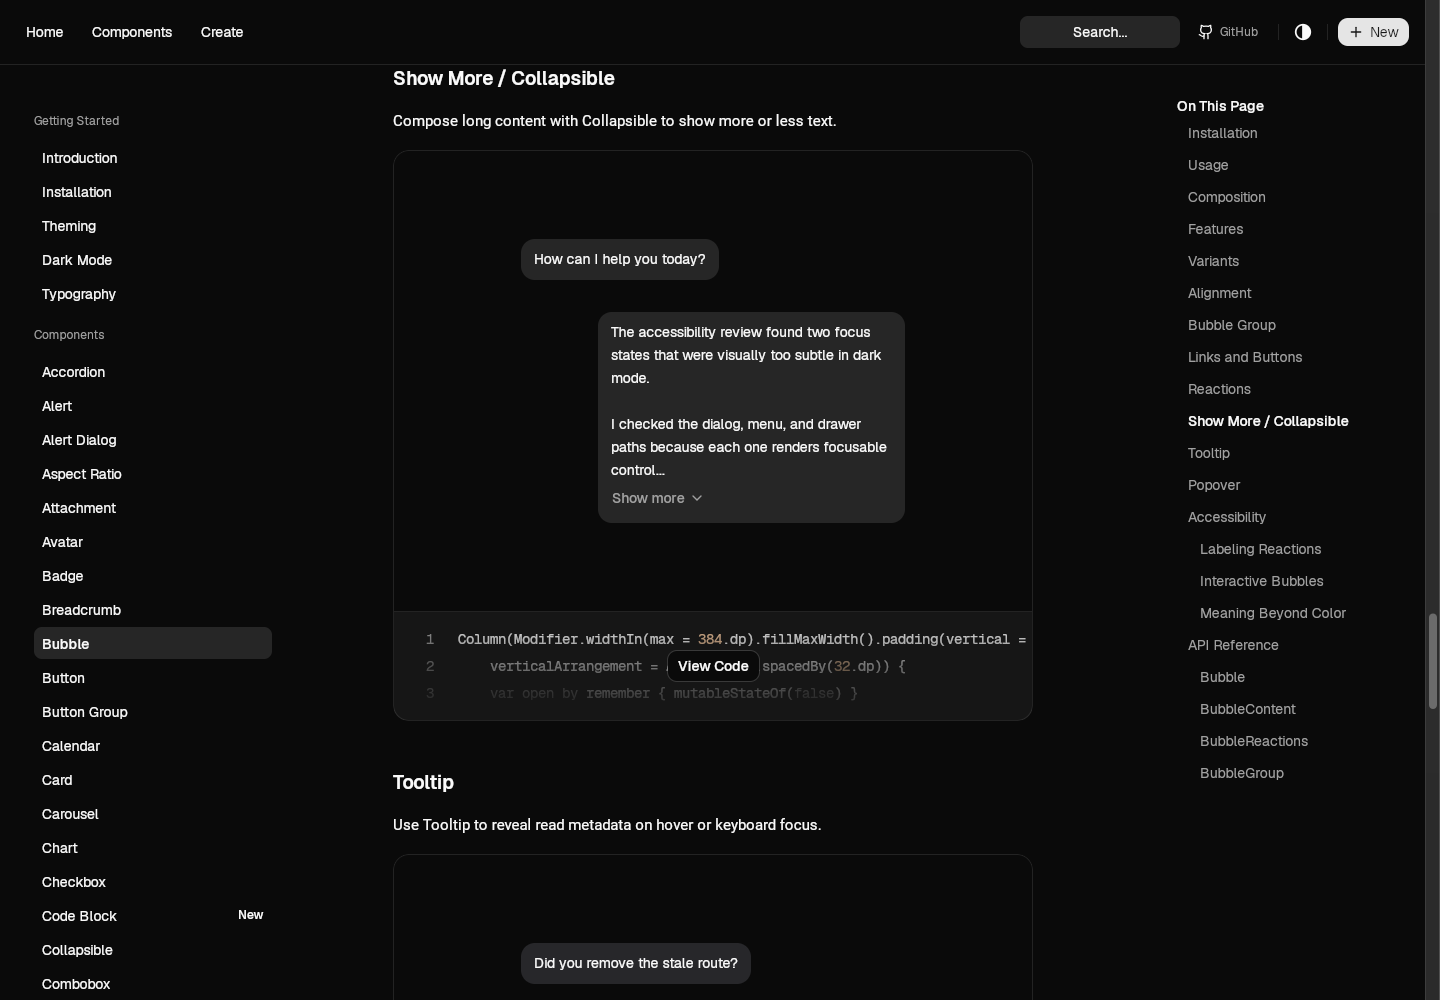 Home
Components
Create
Search...
GitHub
New
Getting Started
Introduction
Installation
Theming
Dark Mode
Typography
Components
Accordion
Alert
Alert Dialog
Aspect Ratio
Attachment
Avatar
Badge
Breadcrumb
Bubble
Button
Button Group
Calendar
Card
Carousel
Chart
Checkbox
Code Block New
Collapsible
Combobox
Show More / Collapsible
Compose long content with Collapsible to show more or less text.
How can I help you today?
The accessibility review found two focus
states that were visually too subtle in dark
mode.
I checked the dialog, menu, and drawer
paths because each one renders focusable
control...
Show more
1 Column(Modifier.widthIn(max = 384.dp).fillMaxWidth().padding(vertical =
2 verticalArrangement = spacedBy(32.dp)) {
View Code
3 var open by remember { mutableStateOf(false) }
Tooltip
Use Tooltip to reveal read metadata on hover or keyboard focus.
Did you remove the stale route?
On This Page
Installation
Usage
Composition
Features
Variants
Alignment
Bubble Group
Links and Buttons
Reactions
Show More / Collapsible
Tooltip
Popover
Accessibility
Labeling Reactions
Interactive Bubbles
Meaning Beyond Color
API Reference
Bubble
BubbleContent
BubbleReactions
BubbleGroup